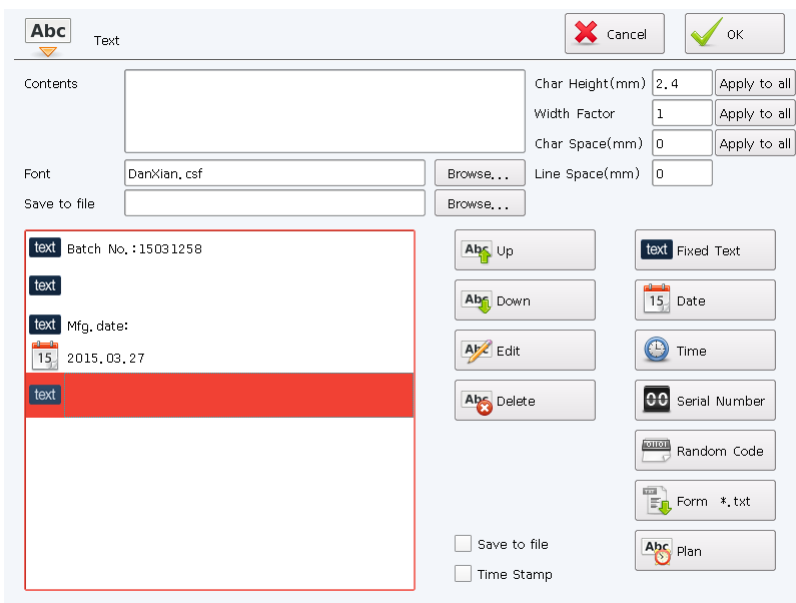 Abc Text Cancel OK
Contents Char Height(mm) 2.4 Apply to all
Width Factor 1 Apply to all
Char Space(mm) 0 Apply to all
Font DanXian.csf Browse... Line Space(mm) 0
Save to file Browse...
text Batch No.:15031258 Abc Up text Fixed Text
text
Abc Down 15 Date
text Mfg. date:
15 2015.03.27 Abc Edit Time
text Abc Delete 00 Serial Number
01101 Random Code
Form *.txt
Save to file Abc Plan
Time Stamp